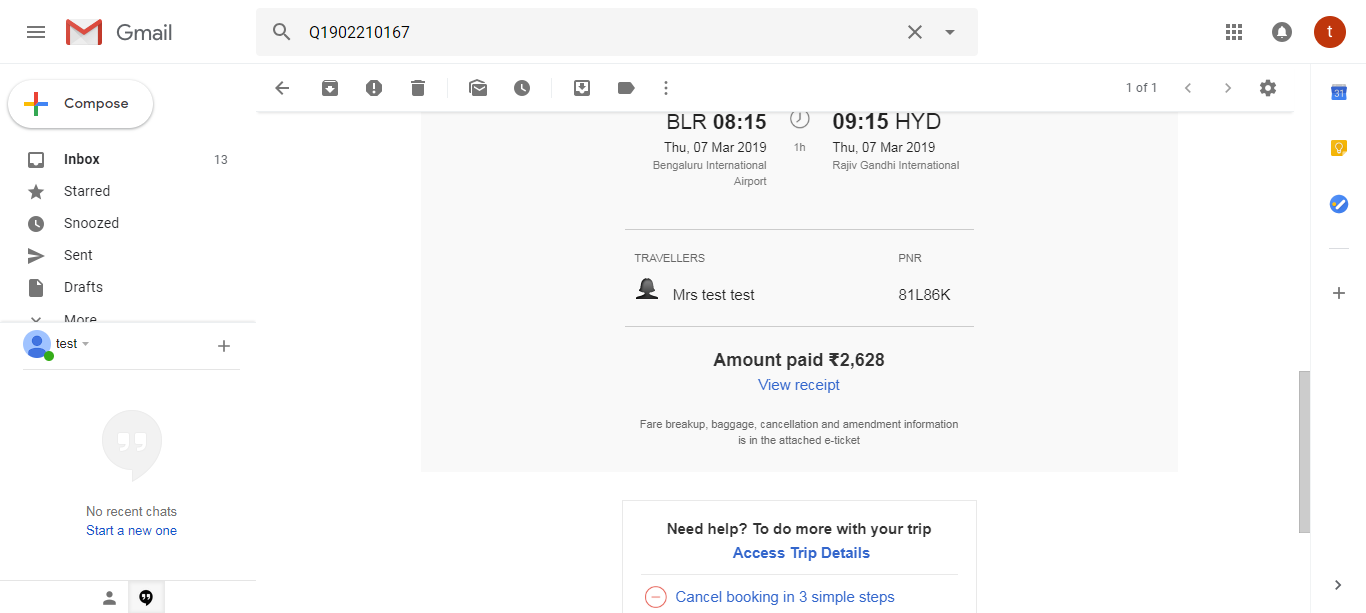 Gmail
Q1902210167
t
Compose
1 of 1
31
Inbox 13
Starred
Snoozed
Sent
Drafts
More
test
No recent chats
Start a new one
BLR 08:15
09:15 HYD
Thu, 07 Mar 2019
1h
Thu, 07 Mar 2019
Bengaluru International
Airport
Rajiv Gandhi International
TRAVELLERS PNR
Mrs test test 81L86K
Amount paid ₹2,628
View receipt
Fare breakup, baggage, cancellation and amendment information
is in the attached e-ticket
Need help? To do more with your trip
Access Trip Details
Cancel booking in 3 simple steps